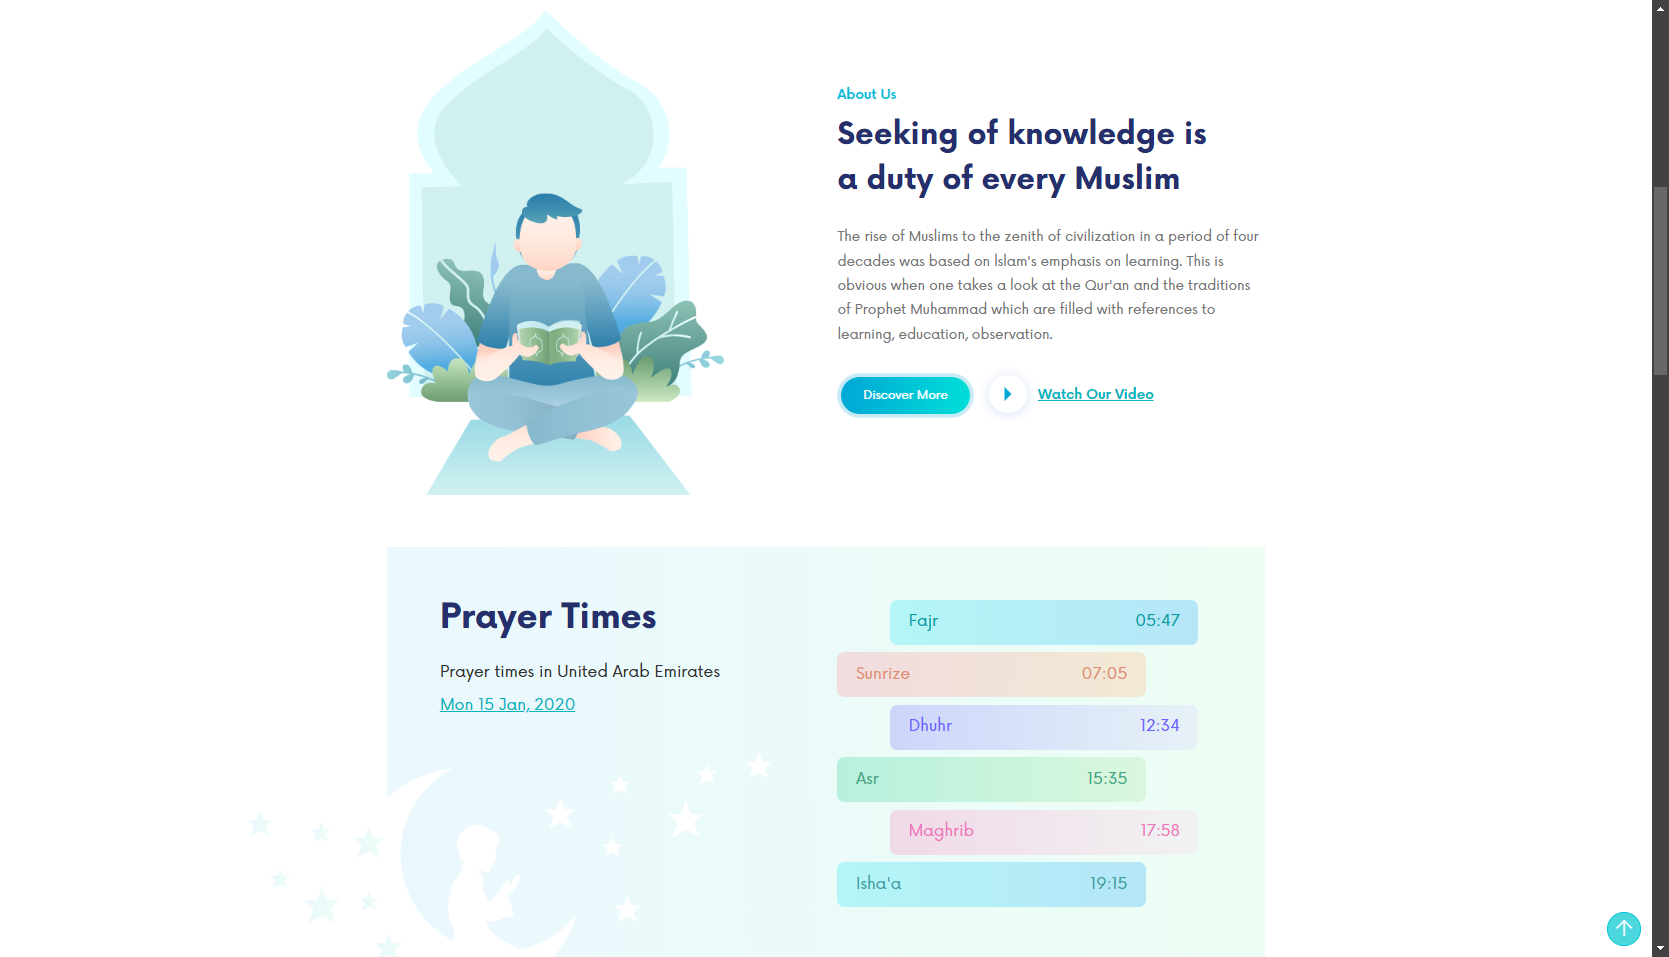 About Us
Seeking of knowledge is
a duty of every Muslim
The rise of Muslims to the zenith of civilization in a period of four
decades was based on lslam's emphasis on learning. This is
obvious when one takes a look at the Qur'an and the traditions
of Prophet Muhammad which are filled with references to
learning, education, observation.
Discover More
Watch Our Video
Prayer Times
Prayer times in United Arab Emirates
Mon 15 Jan, 2020
Fajr 05:47
Sunrize 07:05
Dhuhr 12:34
Asr 15:35
Maghrib 17:58
Isha'a 19:15